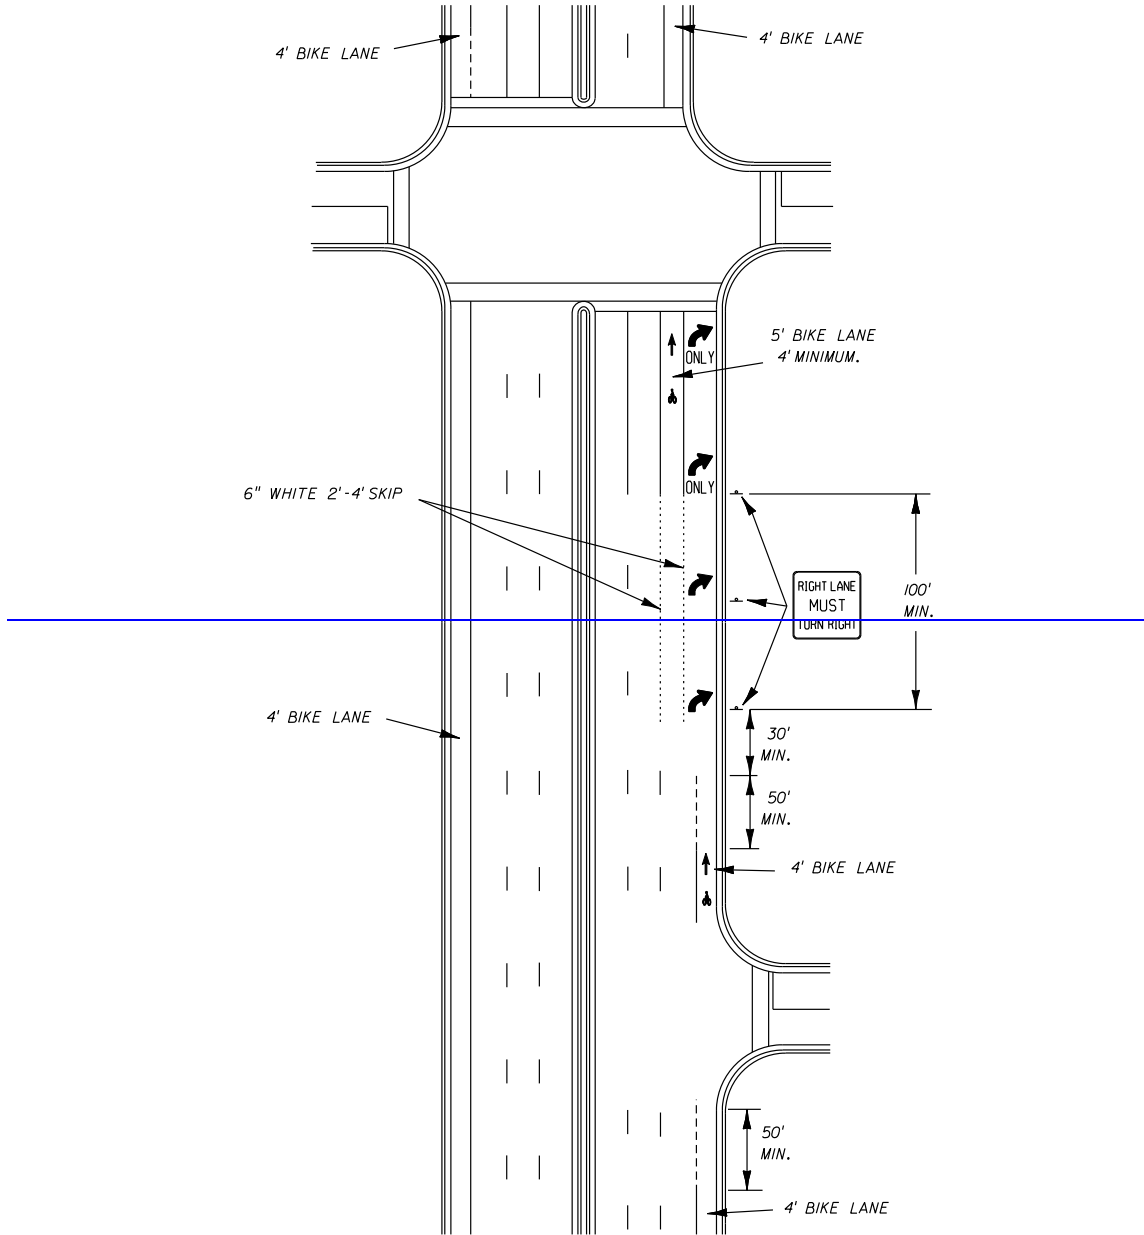 4' BIKE LANE
4' BIKE LANE
5' BIKE LANE
4' MINIMUM.
ONLY
6" WHITE 2'-4' SKIP
ONLY
RIGHT LANE
MUST
TURN RIGHT
100'
MIN.
4' BIKE LANE
30'
MIN.
50'
MIN.
4' BIKE LANE
50'
MIN.
4' BIKE LANE